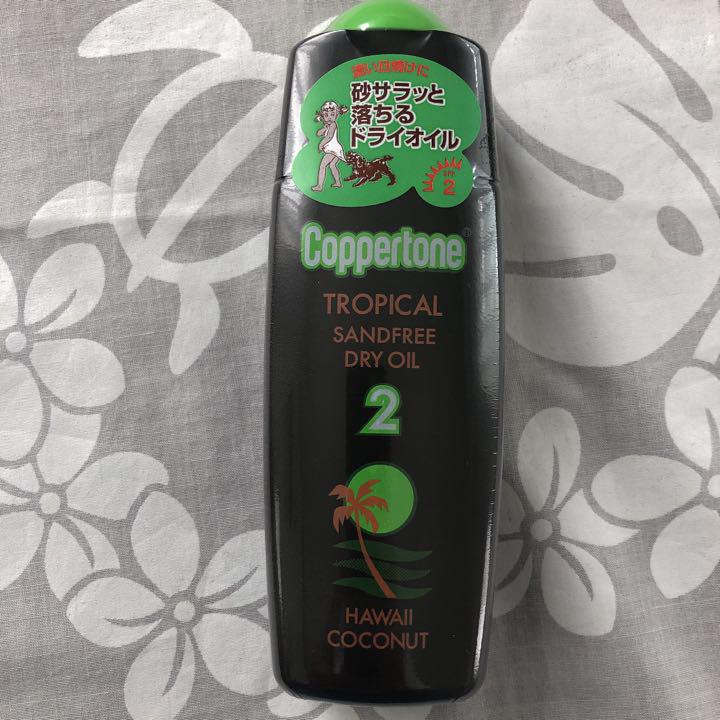 濃い日焼けに
砂サラッと
落ちる
ドライオイル
SPF
2
Coppertone®
TROPICAL
SANDFREE
DRY OIL
2
HAWAII
COCONUT